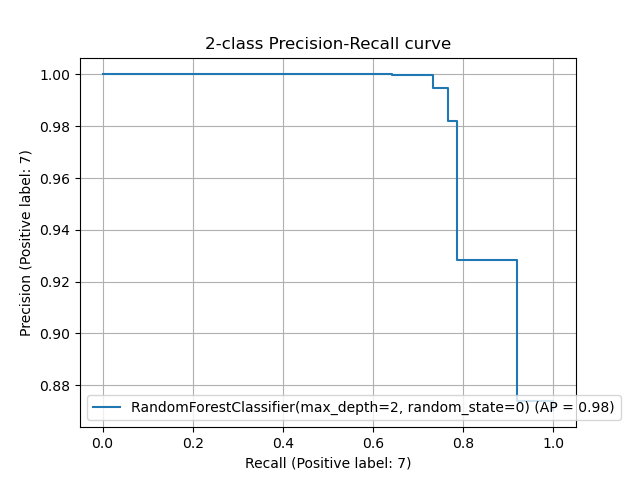 2-class Precision-Recall curve
1.00
0.98
0.96
0.94
0.92
0.90
0.88
Precision (Positive label: 7)
RandomForestClassifier(max_depth=2, random_state=0) (AP = 0.98)
0.0 0.2 0.4 0.6 0.8 1.0
Recall (Positive label: 7)